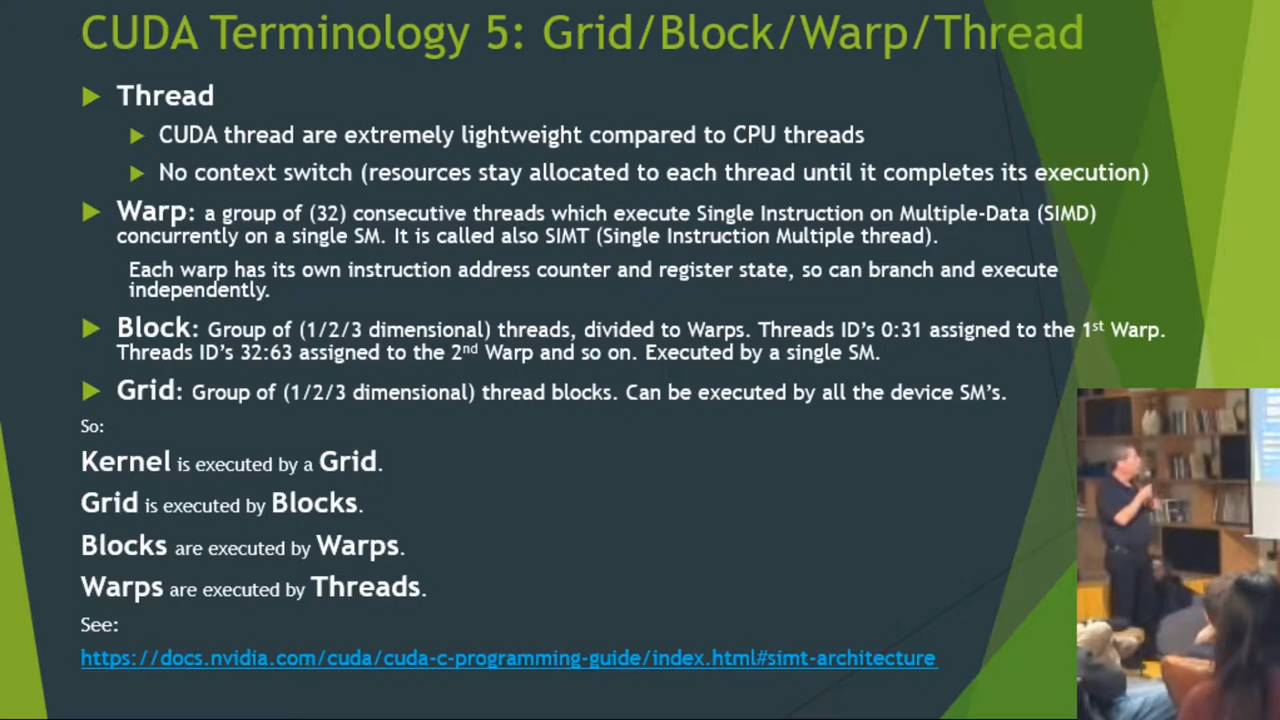 CUDA Terminology 5: Grid/Block/Warp/Thread
Thread
CUDA thread are extremely lightweight compared to CPU threads
No context switch (resources stay allocated to each thread until it completes its execution)
Warp: a group of (32) consecutive threads which execute Single Instruction on Multiple-Data (SIMD)
concurrently on a single SM. It is called also SIMT (Single Instruction Multiple thread).
Each warp has its own instruction address counter and register state, so can branch and execute
independently.
Block: Group of (1/2/3 dimensional) threads, divided to Warps. Threads ID's 0:31 assigned to the 1st Warp.
Threads ID's 32:63 assigned to the 2nd Warp and so on. Executed by a single SM.
Grid: Group of (1/2/3 dimensional) thread blocks. Can be executed by all the device SM's.
So:
Kernel is executed by a Grid.
Grid is executed by Blocks.
Blocks are executed by Warps.
Warps are executed by Threads.
See:
https://docs.nvidia.com/cuda/cuda-c-programming-guide/index.html#simt-architecture